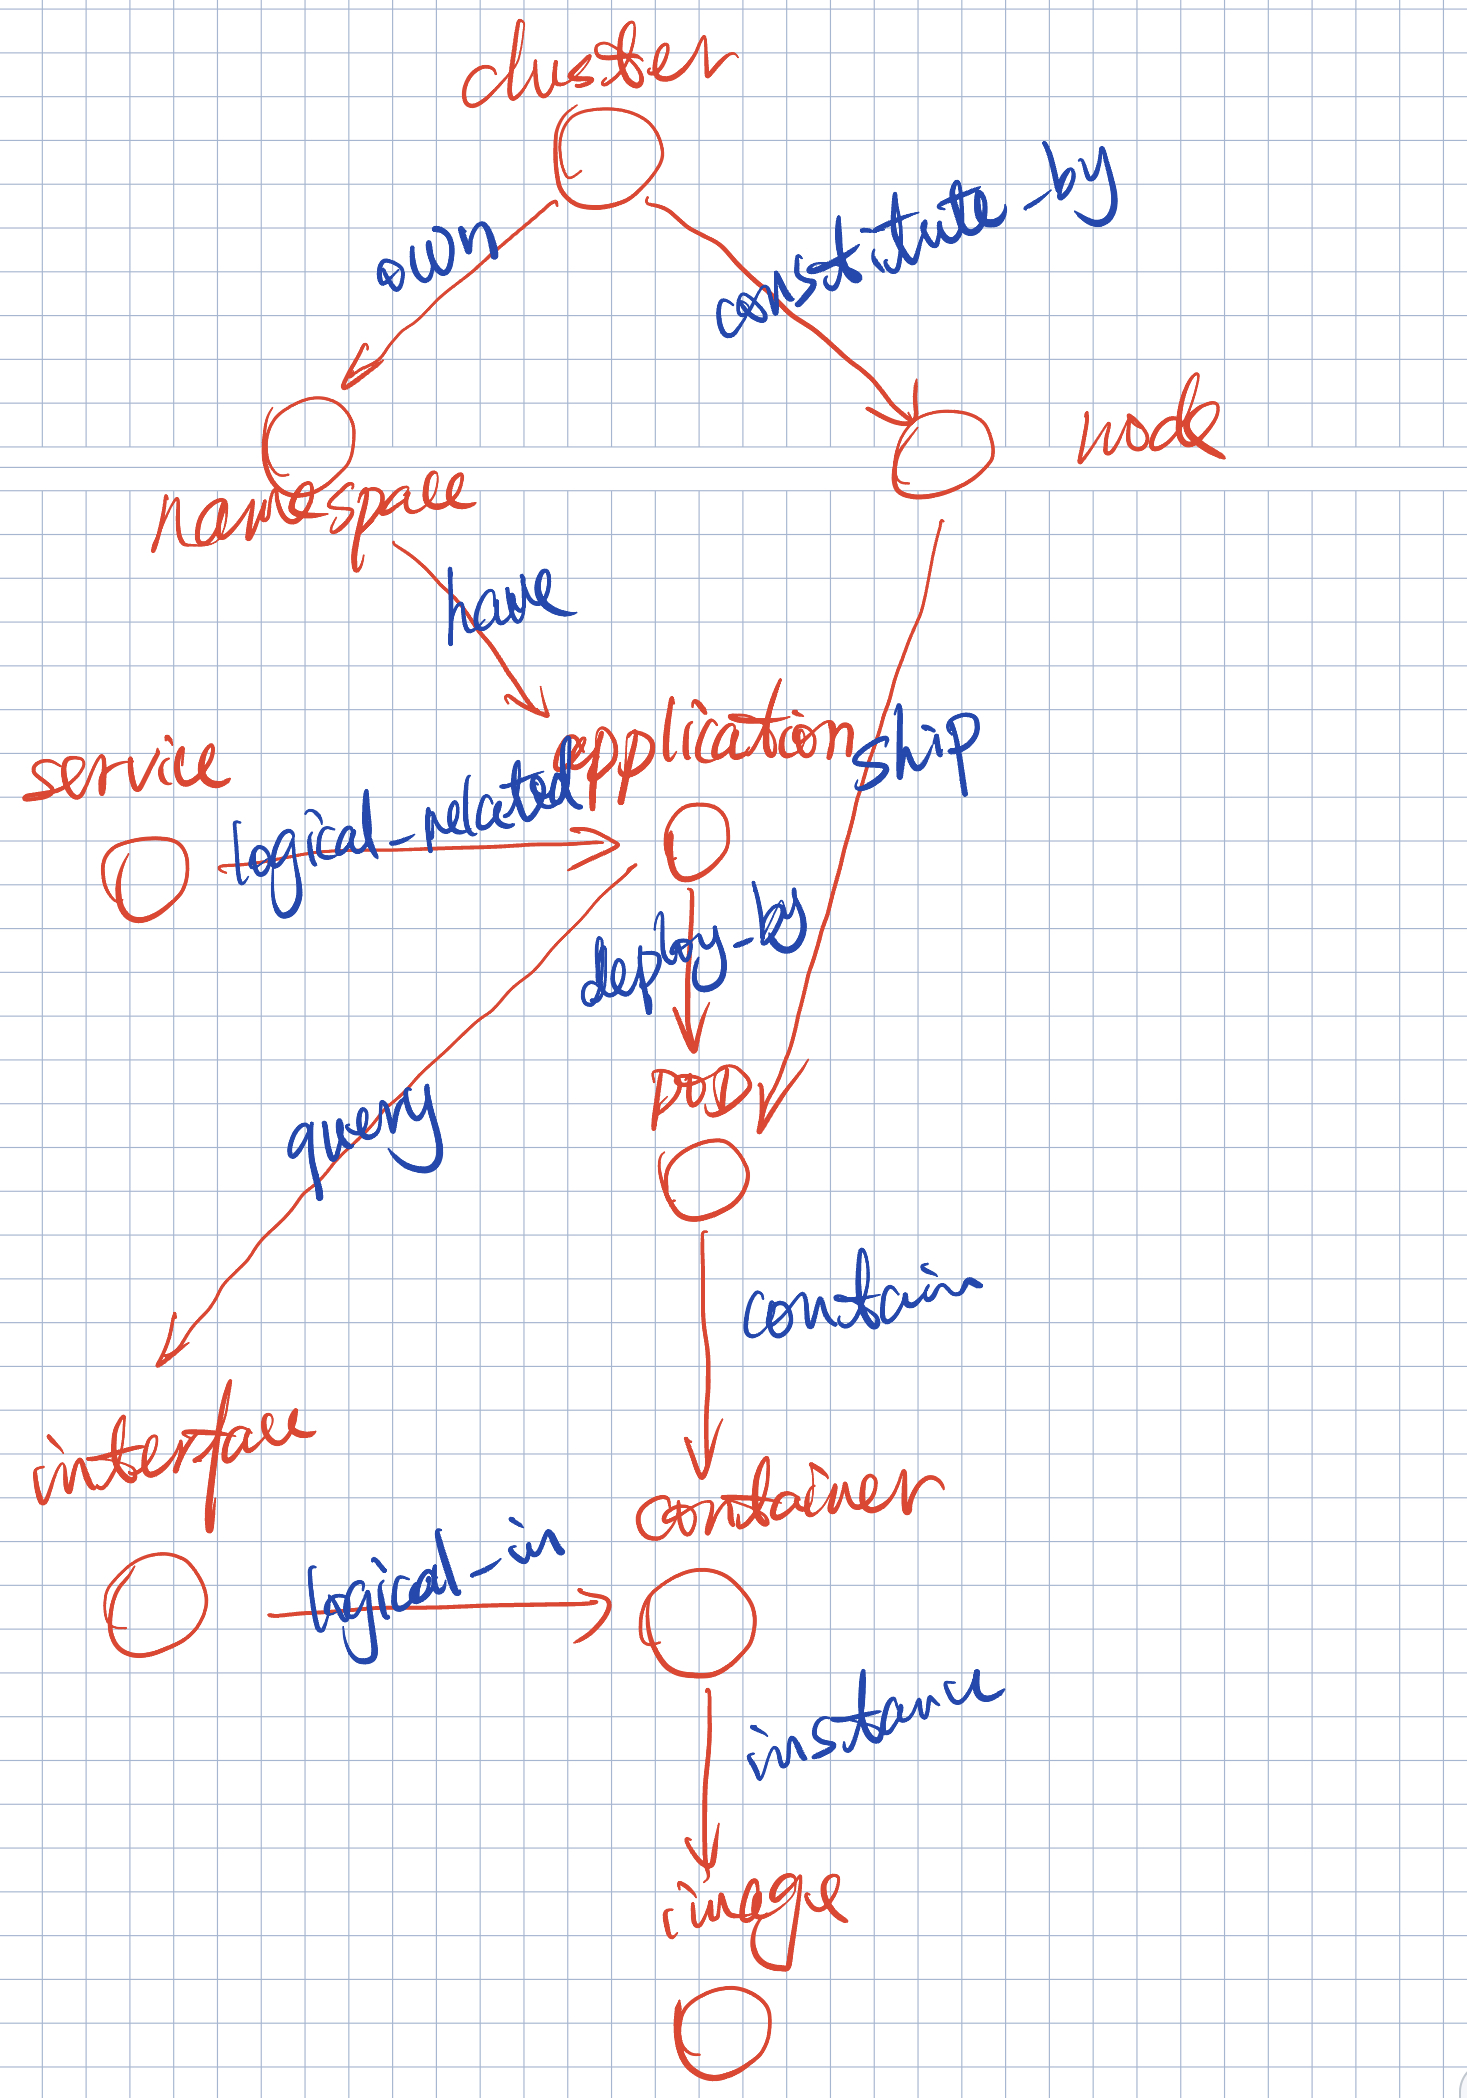 cluster
own
constitute_by
node
namespace
have
application
service
ship
logical_related
deploy_by
POD
query
contain
interface
container
logical_in
instance
image